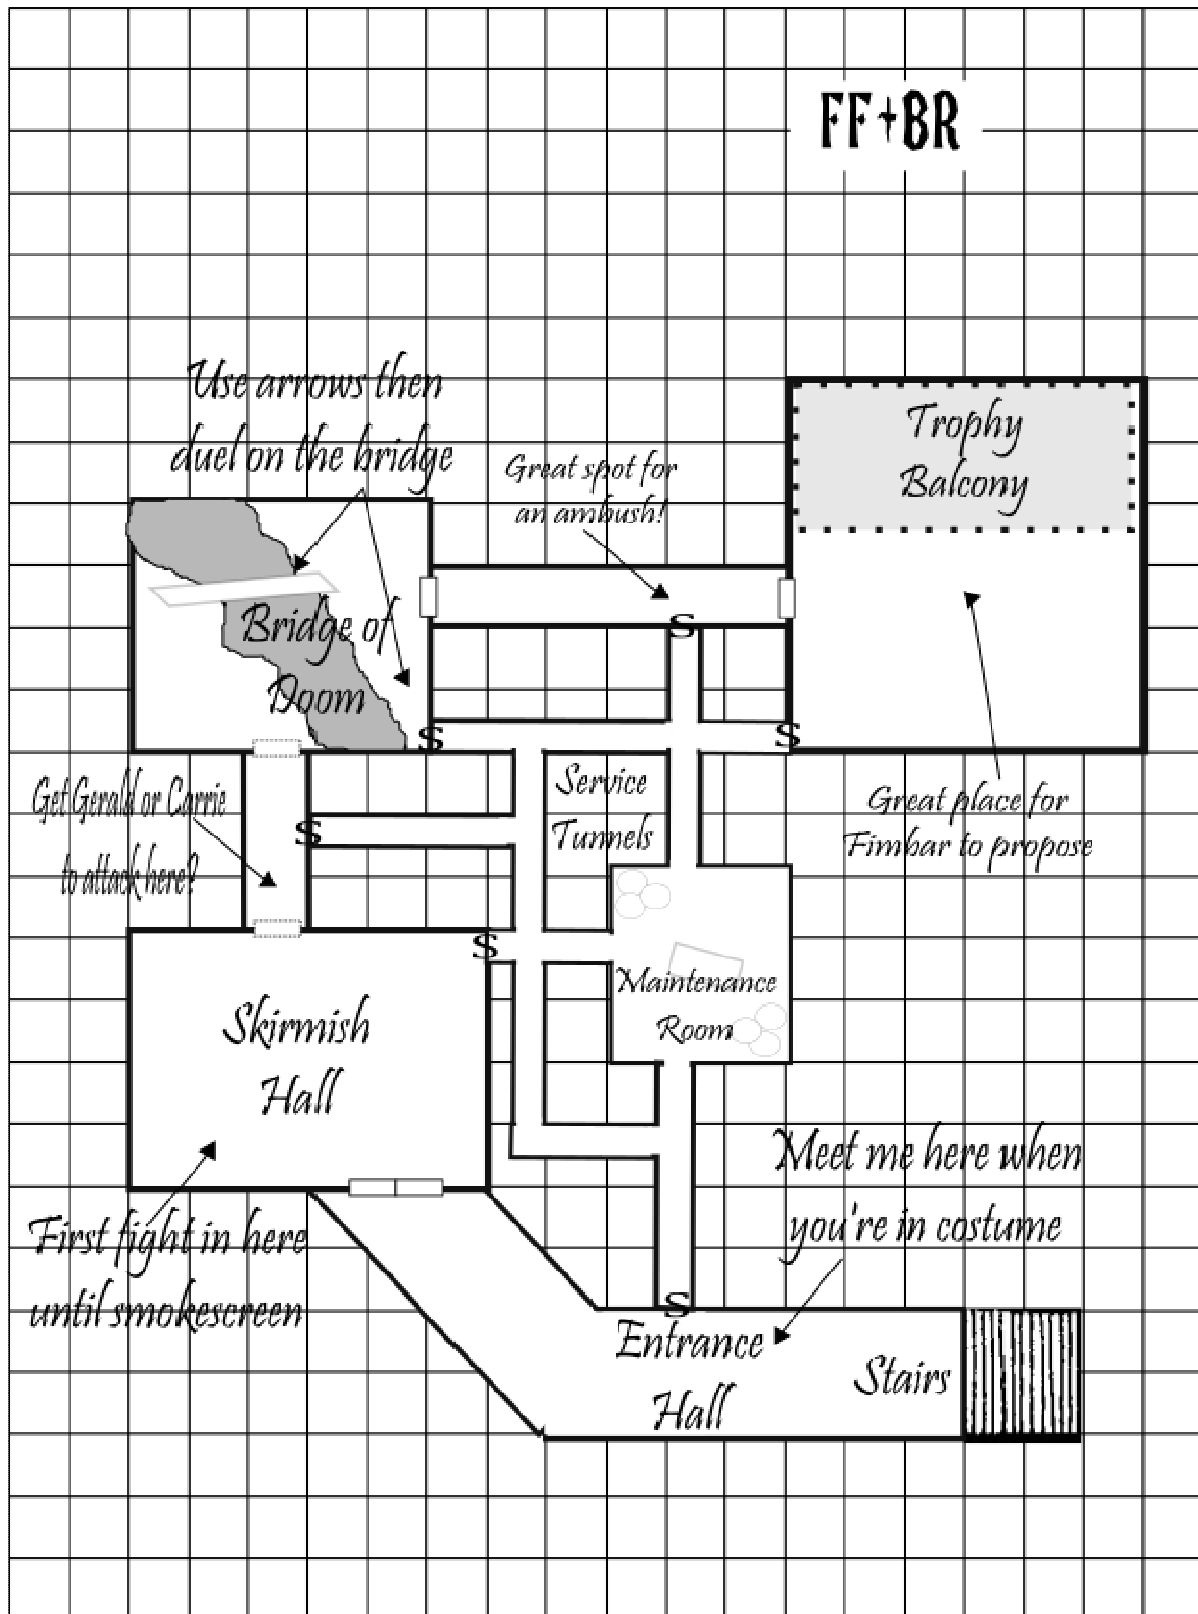 FF+BR
Use arrows then
duel on the bridge
Great spot for
an ambush!
Trophy
Balcony
Bridge of
Doom
S
S
S
Service
Tunnels
Get Gerald or Carrie
to attack here?
S
Great place for
Fimbar to propose
S
Maintenance
Room
Skirmish
Hall
First fight in here
until smokescreen
Meet me here when
you're in costume
S
Entrance
Hall
Stairs